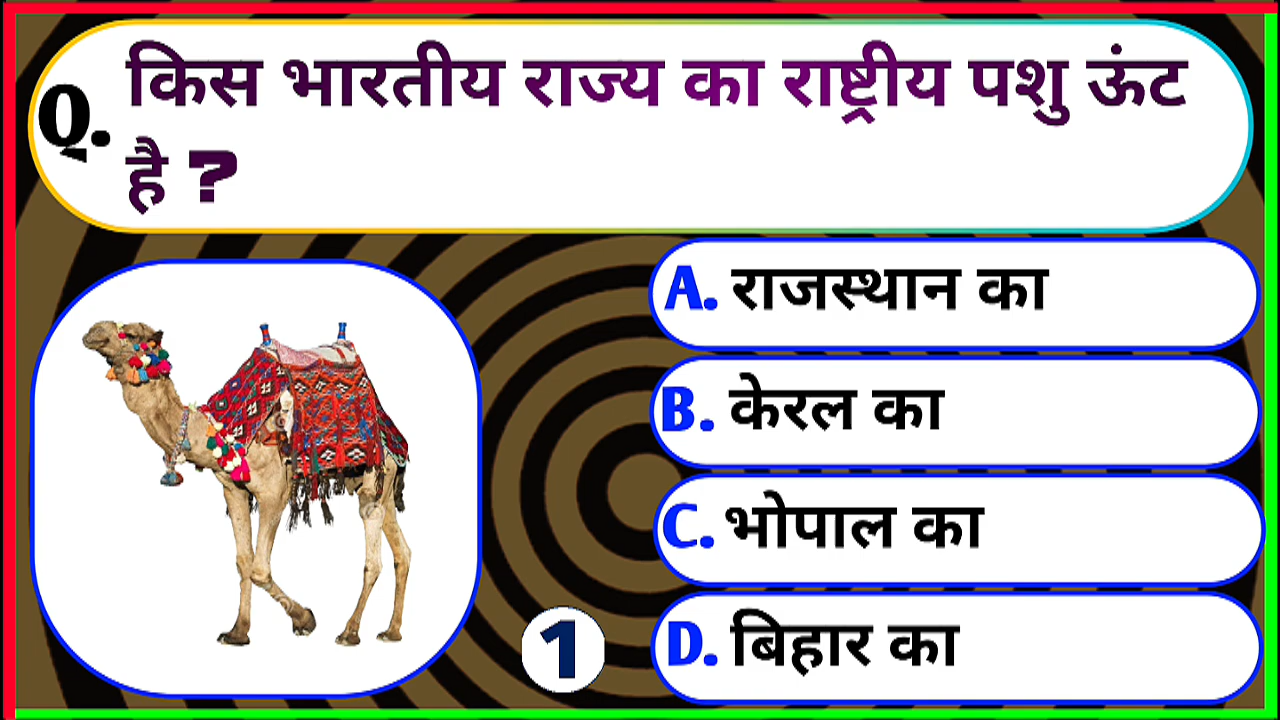 Q. किस भारतीय राज्य का राष्ट्रीय पशु ऊंट
है ?
A. राजस्थान का
B. केरल का
C. भोपाल का
D. बिहार का
1